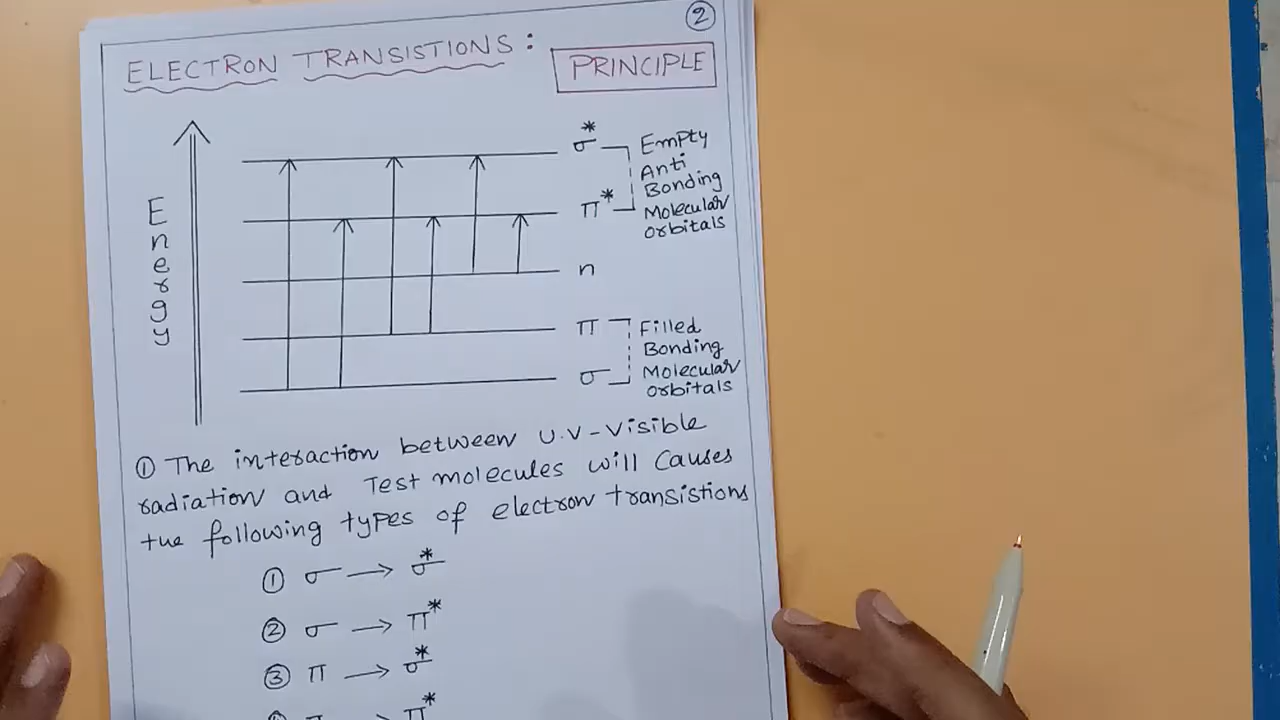 ②
ELECTRON TRANSISTIONS :
PRINCIPLE
Energy
σ*
π*
Empty
Anti
Bonding
Molecular
orbitals
n
π
σ
Filled
Bonding
Molecular
orbitals
① The interaction between U.V-Visible
radiation and Test molecules will causes
the following types of electron transistions
① σ → σ*
② σ → π*
③ π → σ*
π*